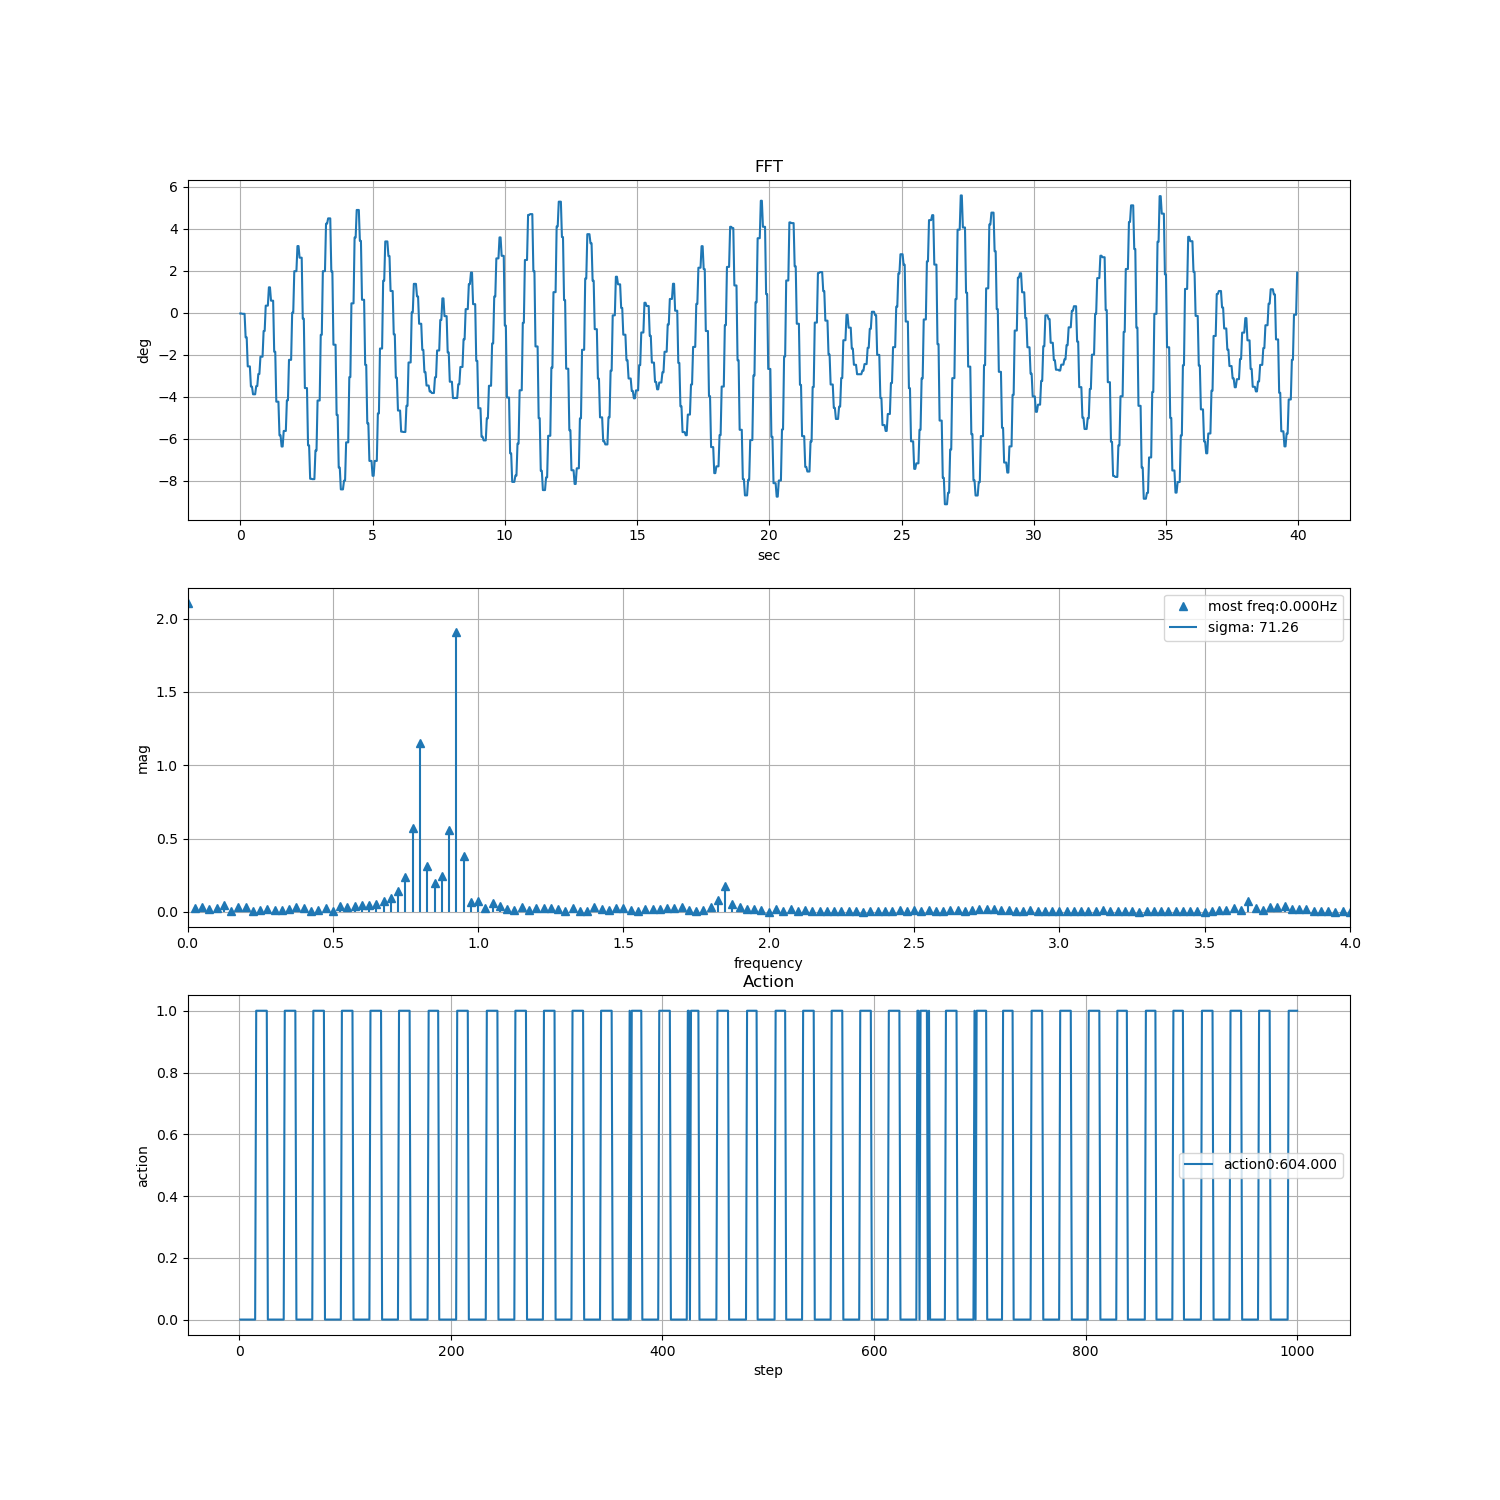 FFT
6
4
2
0
−2
−4
−6
−8
deg
0 5 10 15 20 25 30 35 40
sec
2.0
1.5
1.0
0.5
0.0
mag
most freq:0.000Hz
sigma: 71.26
0.0 0.5 1.0 1.5 2.0 2.5 3.0 3.5 4.0
frequency
Action
1.0
0.8
0.6
0.4
0.2
0.0
action
action0:604.000
0 200 400 600 800 1000
step